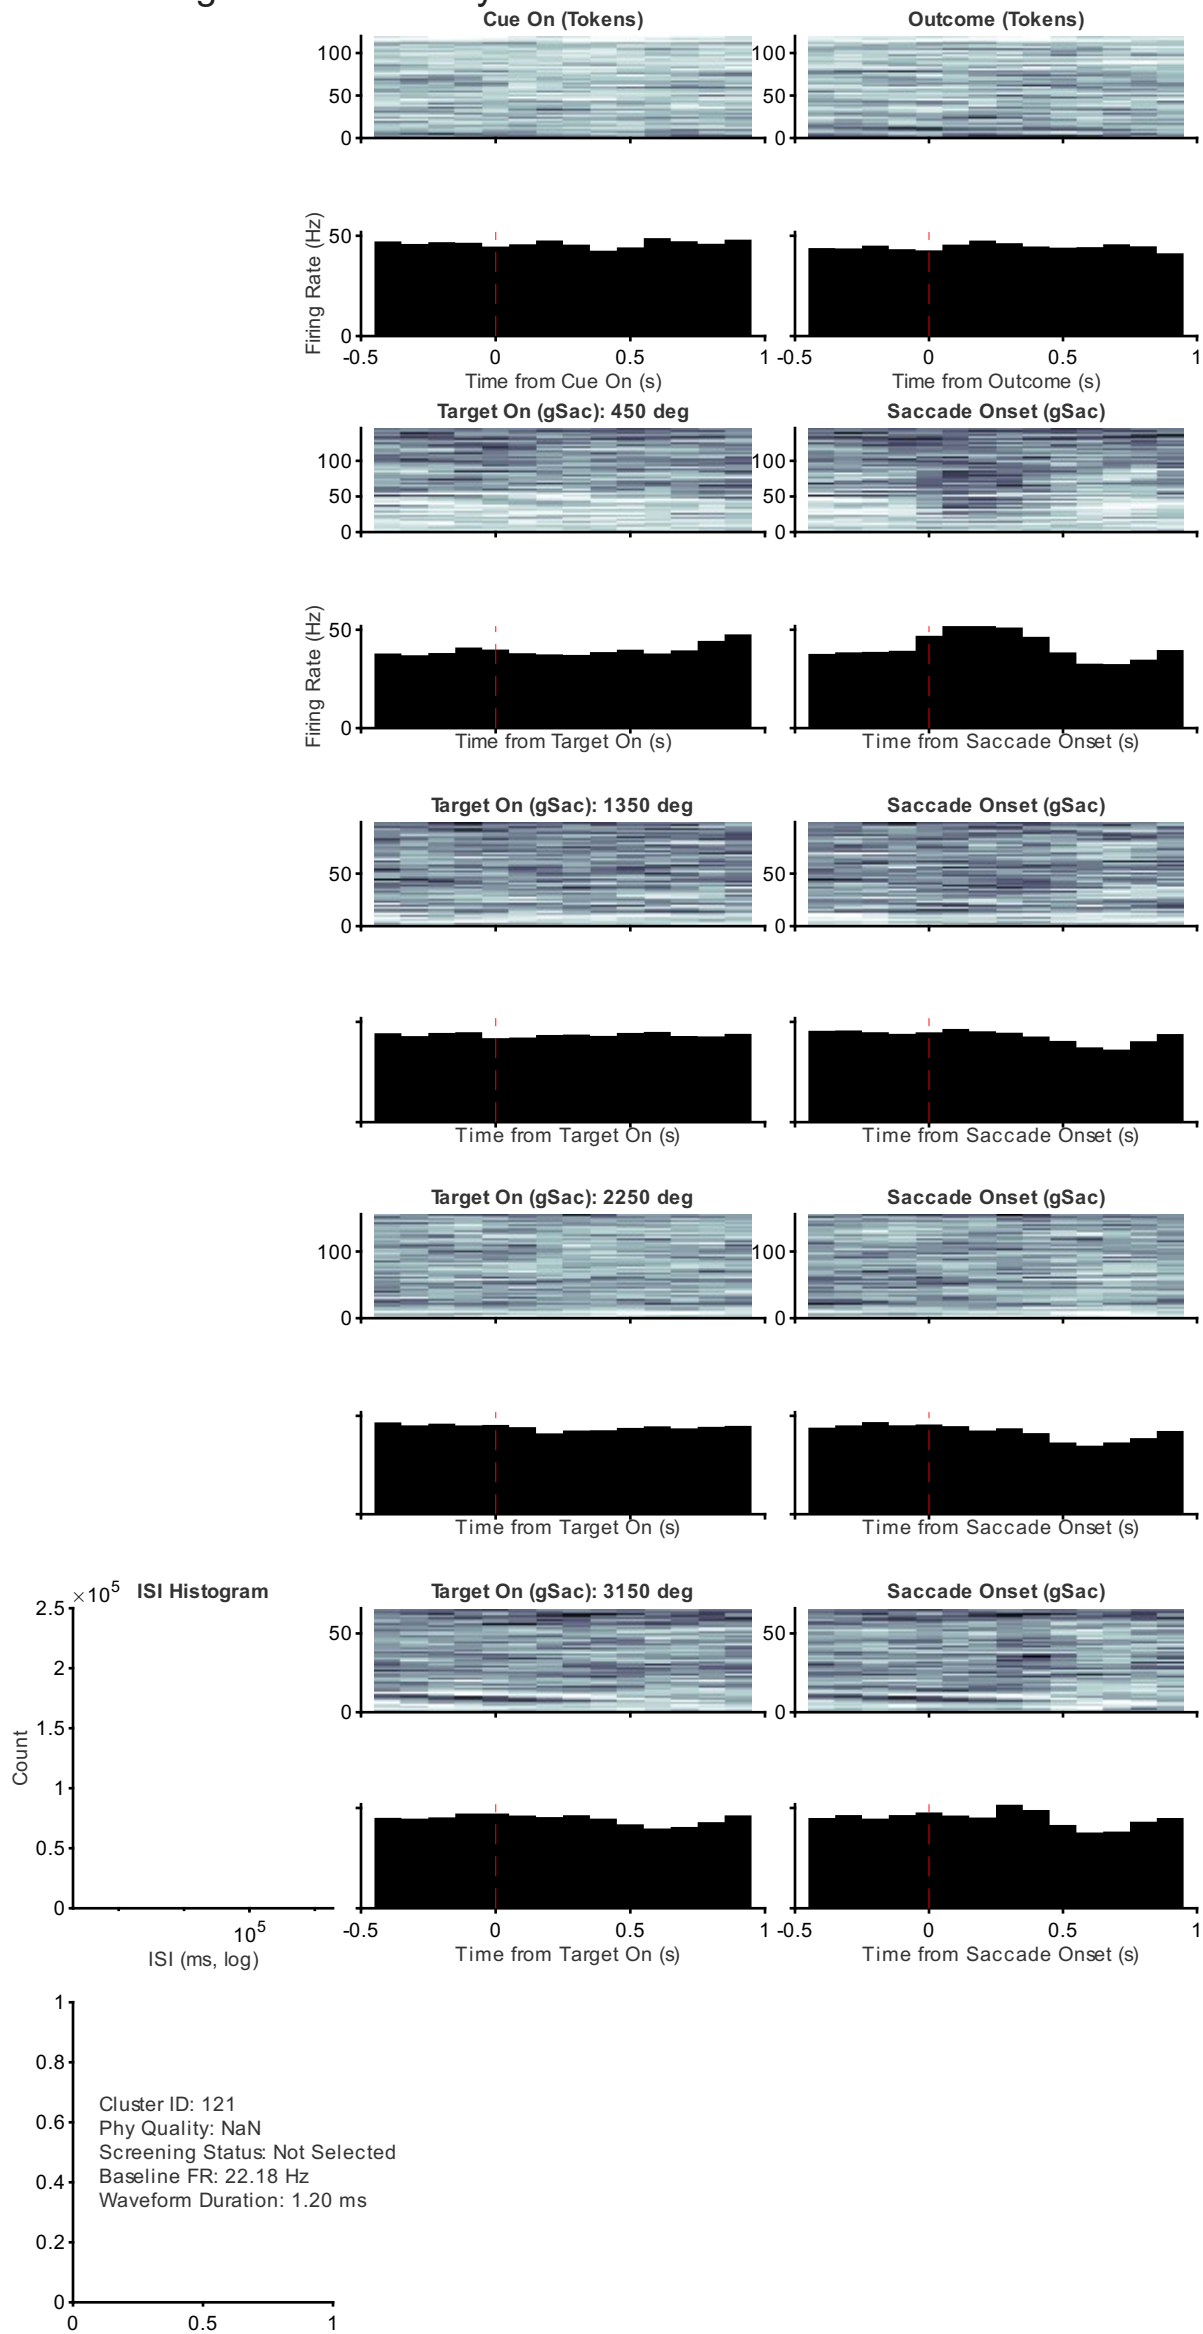 Cue On (Tokens)
Outcome (Tokens)
100
50
0
100
50
0
Firing Rate (Hz)
50
0
-0.5 0 0.5 1
Time from Cue On (s)
-0.5 0 0.5 1
Time from Outcome (s)
Target On (gSac): 450 deg
Saccade Onset (gSac)
100
50
0
100
50
0
Firing Rate (Hz)
50
0
Time from Target On (s)
Time from Saccade Onset (s)
Target On (gSac): 1350 deg
Saccade Onset (gSac)
50
0
50
0
Time from Target On (s)
Time from Saccade Onset (s)
Target On (gSac): 2250 deg
Saccade Onset (gSac)
100
0
100
0
Time from Target On (s)
Time from Saccade Onset (s)
ISI Histogram
×10^5
2.5
2
1.5
1
0.5
0
Count
10^5
ISI (ms, log)
Target On (gSac): 3150 deg
Saccade Onset (gSac)
50
0
50
0
-0.5 0 0.5 1
Time from Target On (s)
-0.5 0 0.5 1
Time from Saccade Onset (s)
1
0.8
0.6
0.4
0.2
0
Cluster ID: 121
Phy Quality: NaN
Screening Status: Not Selected
Baseline FR: 22.18 Hz
Waveform Duration: 1.20 ms
0 0.5 1